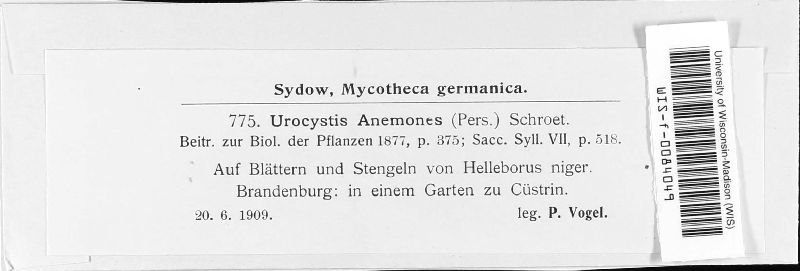 Sydow, Mycotheca germanica.
775. Urocystis Anemones (Pers.) Schroet.
Beitr. zur Biol. der Pflanzen 1877, p. 375; Sacc. Syll. VII, p. 518.
Auf Blättern und Stengeln von Helleborus niger.
Brandenburg: in einem Garten zu Cüstrin.
20. 6. 1909. leg. P. Vogel.
University of Wisconsin-Madison (WIS)
WIS-f-0084049